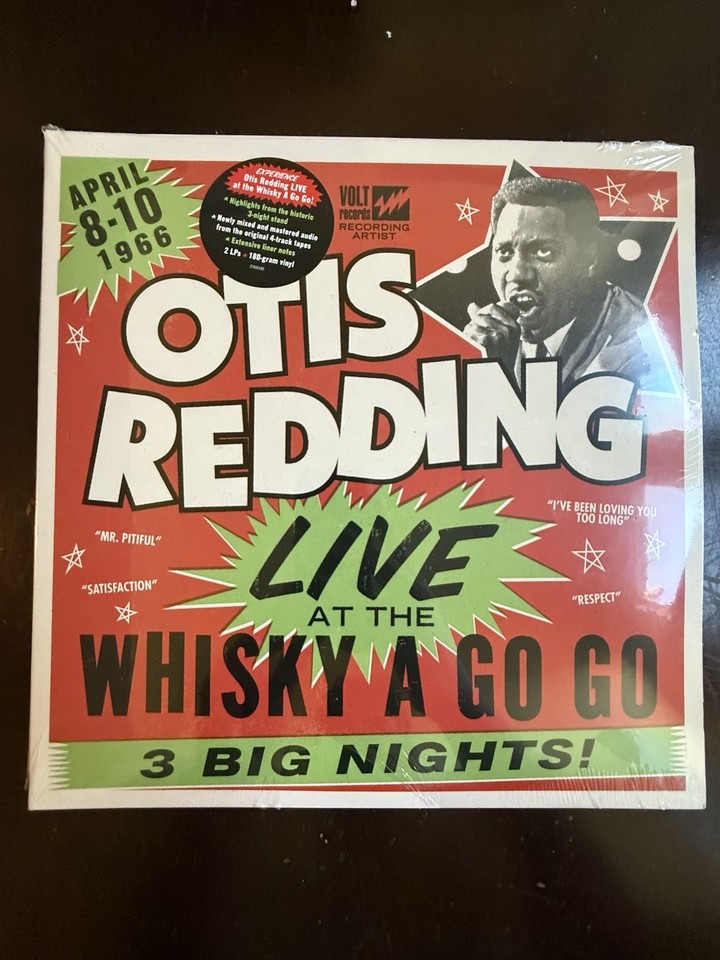 APRIL
8-10
1966
EXPERIENCE
Otis Redding LIVE
at the Whisky A Go Go!
Highlights from the historic
3-night stand
Newly mixed and mastered audio
from the original 4-track tapes
Extensive liner notes
2 LPs 180-gram vinyl
VOLT
records
RECORDING
ARTIST
OTIS
REDDING
"MR. PITIFUL"
"SATISFACTION"
LIVE
AT THE
"I'VE BEEN LOVING YOU
TOO LONG"
"RESPECT"
WHISKY A GO GO
3 BIG NIGHTS!